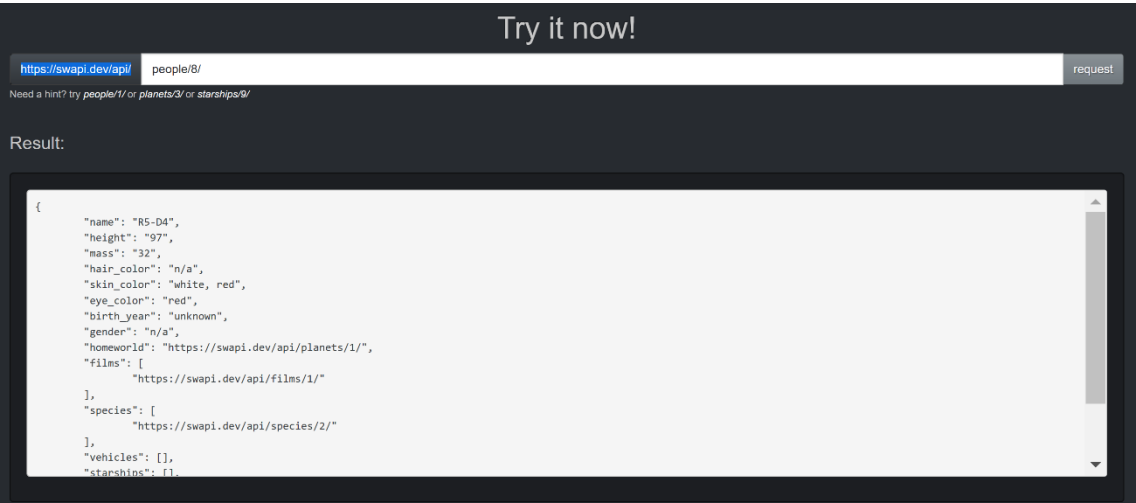 Try it now!
https://swapi.dev/api/ people/8/ request
Need a hint? try people/1/ or planets/3/ or starships/9/
Result:
{
"name": "R5-D4",
"height": "97",
"mass": "32",
"hair_color": "n/a",
"skin_color": "white, red",
"eye_color": "red",
"birth_year": "unknown",
"gender": "n/a",
"homeworld": "https://swapi.dev/api/planets/1/",
"films": [
"https://swapi.dev/api/films/1/"
],
"species": [
"https://swapi.dev/api/species/2/"
],
"vehicles": [],
"starships": [],